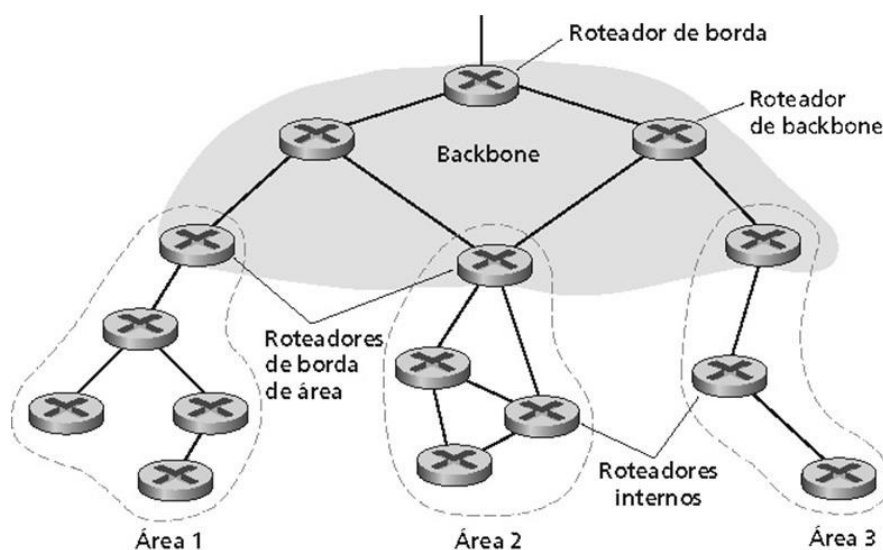 Roteador de borda
Roteador
de backbone
Backbone
Roteadores
de borda
de área
Roteadores
internos
Área 1
Área 2
Área 3